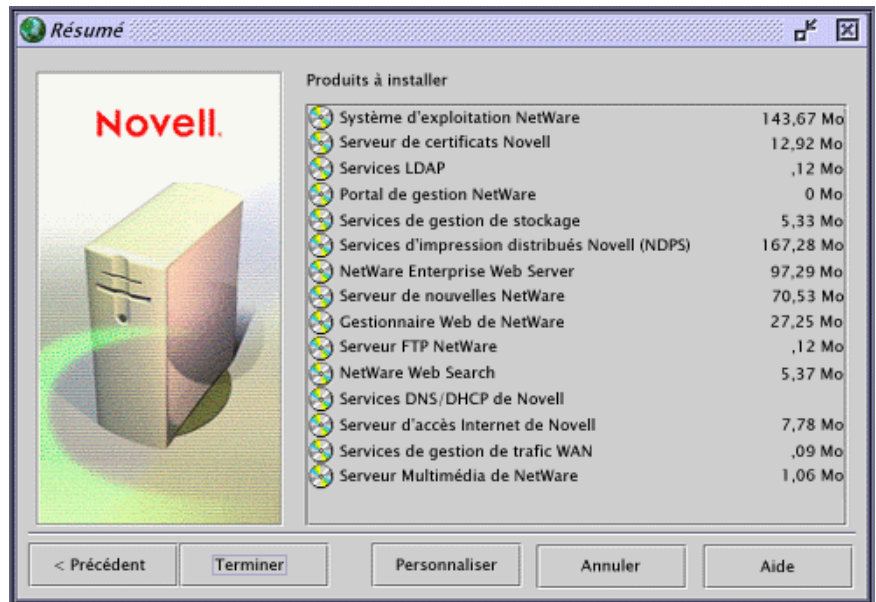 Résumé
Novell.
Produits à installer
Système d'exploitation NetWare 143,67 Mo
Serveur de certificats Novell 12,92 Mo
Services LDAP ,12 Mo
Portal de gestion NetWare 0 Mo
Services de gestion de stockage 5,33 Mo
Services d'impression distribués Novell (NDPS) 167,28 Mo
NetWare Enterprise Web Server 97,29 Mo
Serveur de nouvelles NetWare 70,53 Mo
Gestionnaire Web de NetWare 27,25 Mo
Serveur FTP NetWare ,12 Mo
NetWare Web Search 5,37 Mo
Services DNS/DHCP de Novell
Serveur d'accès Internet de Novell 7,78 Mo
Services de gestion de trafic WAN ,09 Mo
Serveur Multimédia de NetWare 1,06 Mo
< Précédent Terminer Personnaliser Annuler Aide